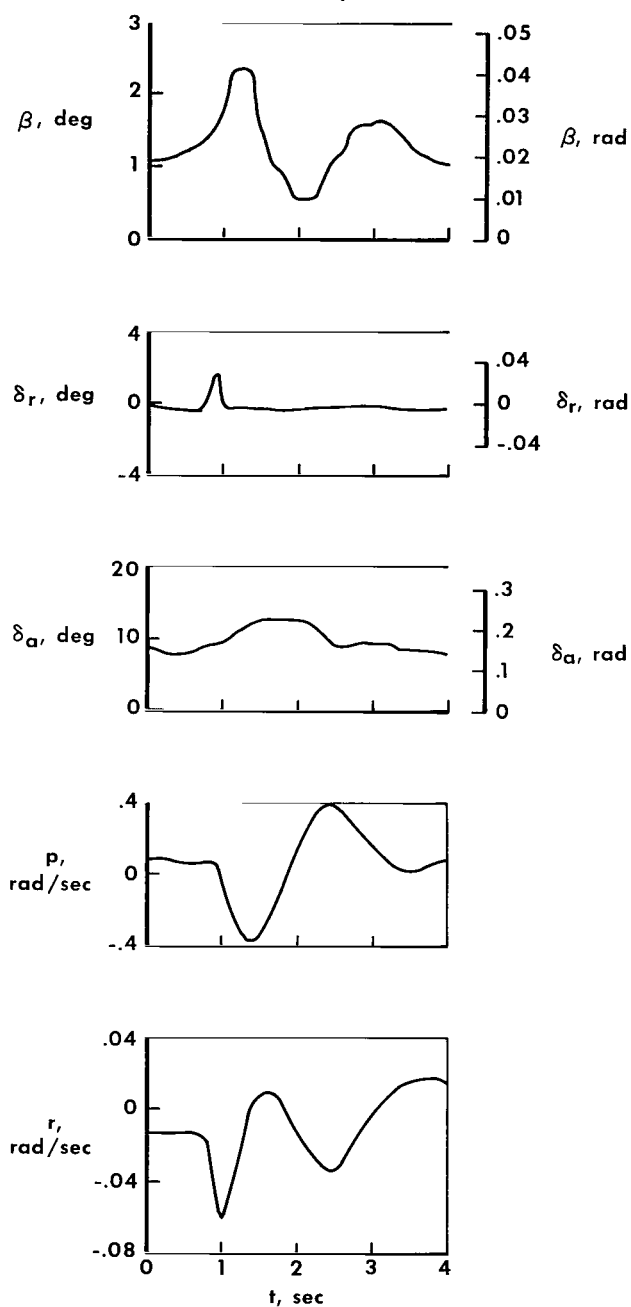 3
2
1
0
β, deg
.05
.04
.03
.02
.01
0
β, rad
4
0
-.4
δr, deg
.04
0
-.04
δr, rad
20
10
0
δa, deg
.3
.2
.1
0
δa, rad
.4
0
-.4
p,
rad/sec
.04
0
-.04
-.08
r,
rad/sec
0 1 2 3 4
t, sec